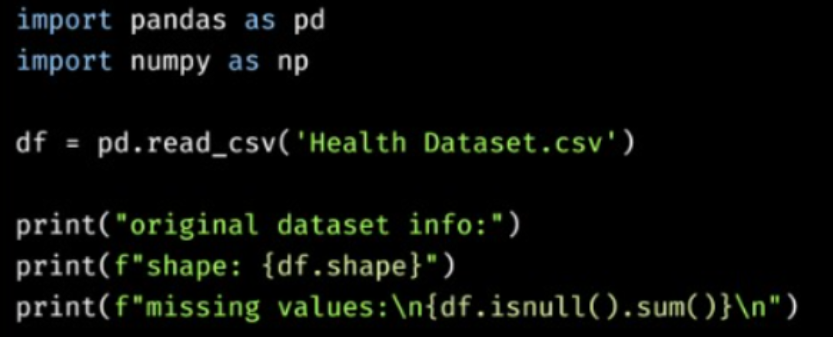 import pandas as pd
import numpy as np
df = pd.read_csv('Health Dataset.csv')
print("original dataset info:")
print(f"shape: {df.shape}")
print(f"missing values:\n{df.isnull().sum()}\n")